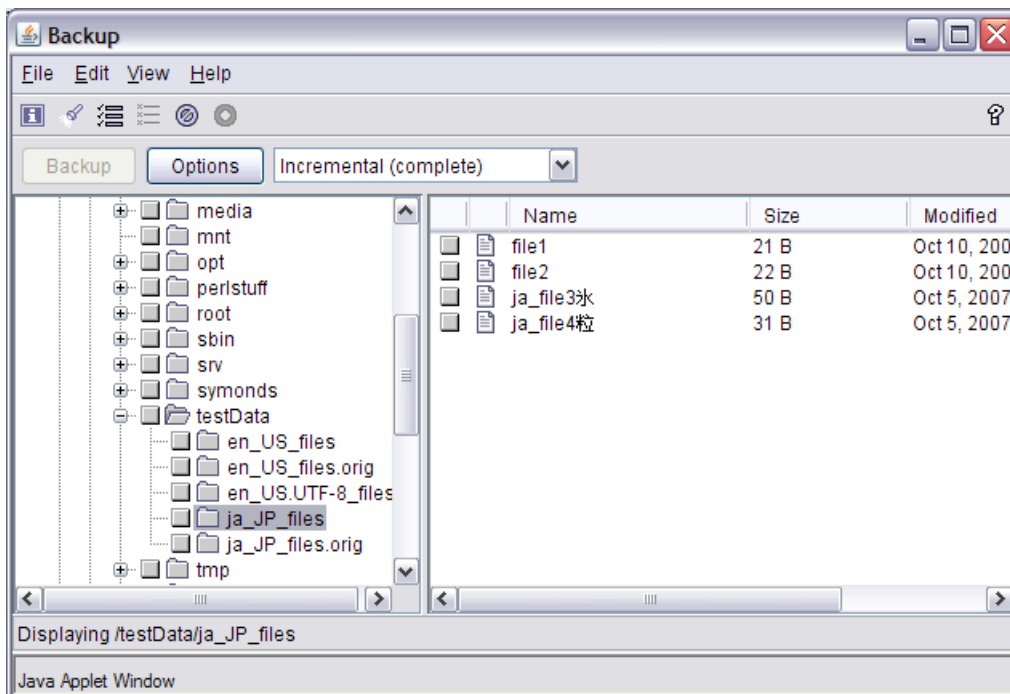 Backup
File Edit View Help
Backup Options Incremental (complete)
media
mnt
opt
perlstuff
root
sbin
srv
symonds
testData
en_US_files
en_US_files.orig
en_US.UTF-8_files
ja_JP_files
ja_JP_files.orig
tmp
Name Size Modified
file1 21 B Oct 10, 200
file2 22 B Oct 10, 200
ja_file3氷 50 B Oct 5, 2007
ja_file4粒 31 B Oct 5, 2007
Displaying /testData/ja_JP_files
Java Applet Window